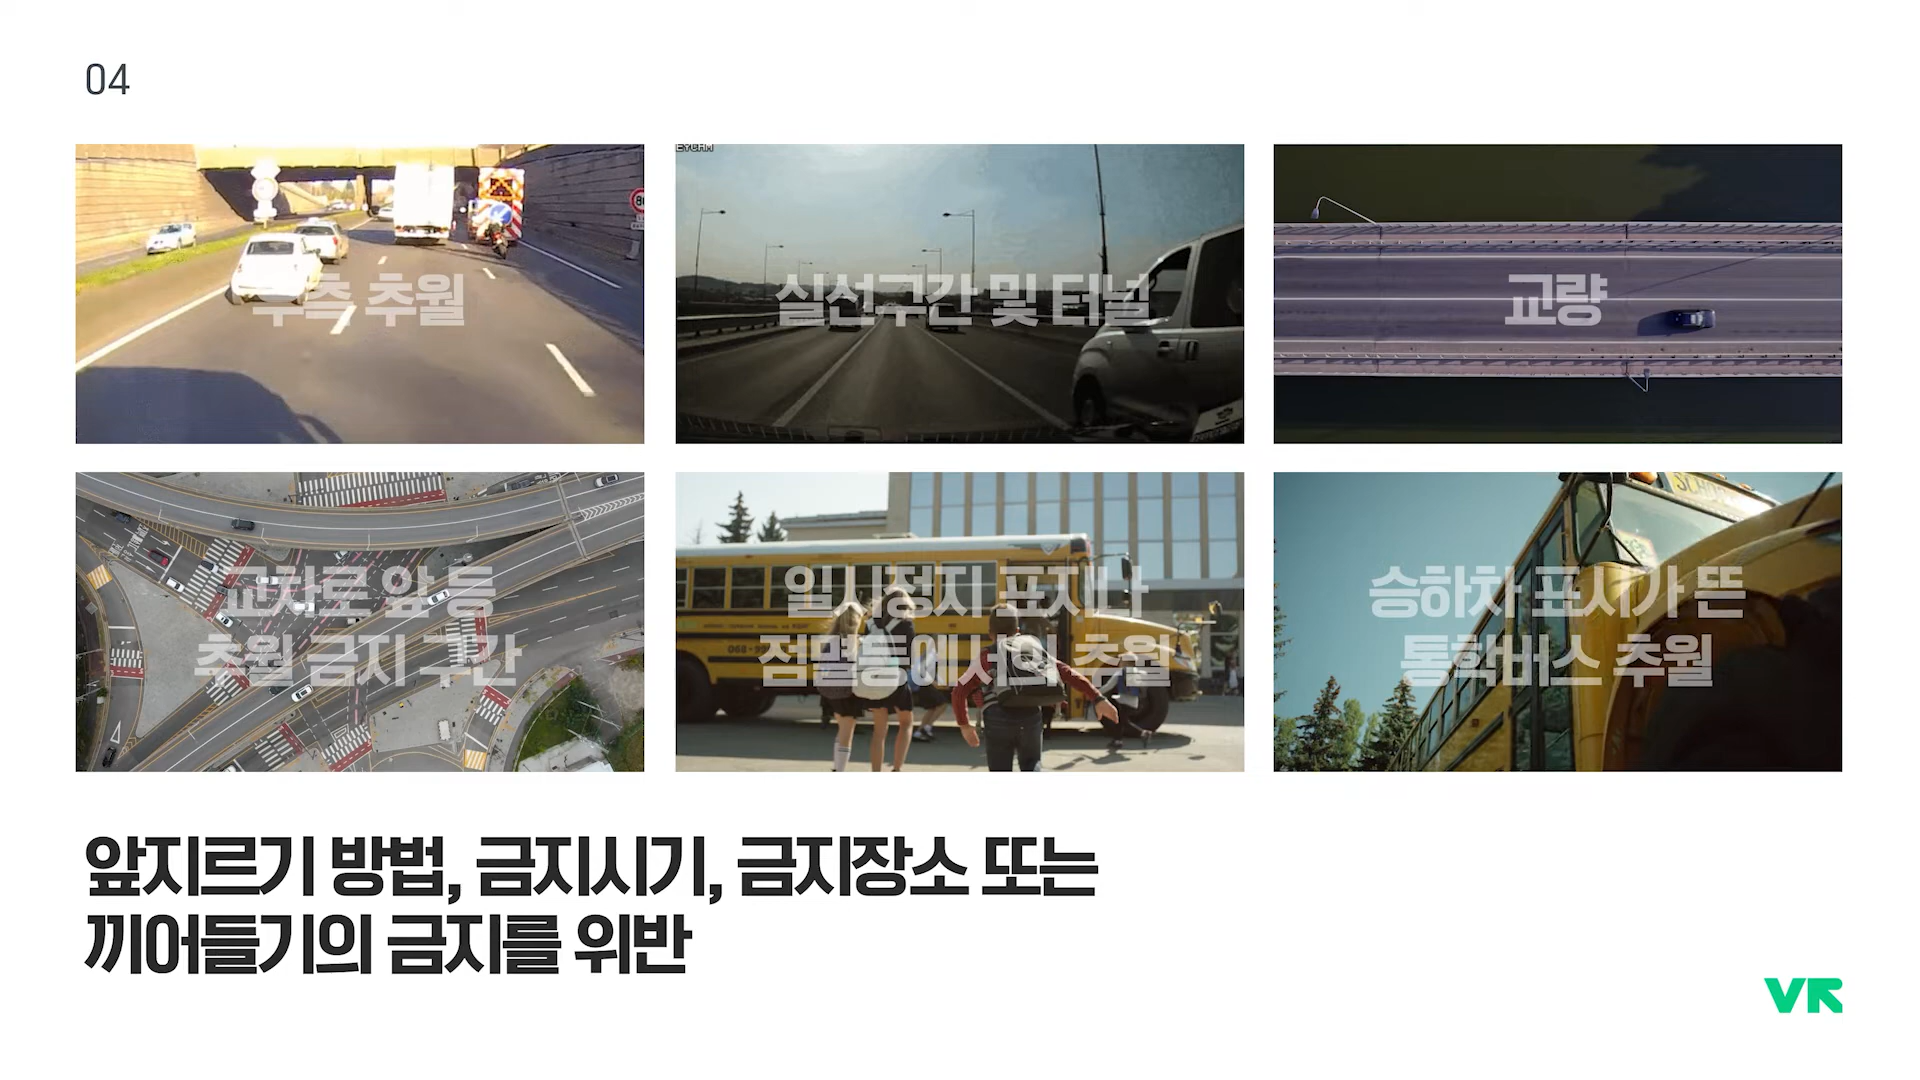 04
우측 추월
실선구간 및 터널
교량
교차로 앞 등
추월 금지 구간
일시정지 표지나
점멸등에서의 추월
승하차 표시가 뜬
통학버스 추월
앞지르기 방법, 금지시기, 금지장소 또는
끼어들기의 금지를 위반
VR